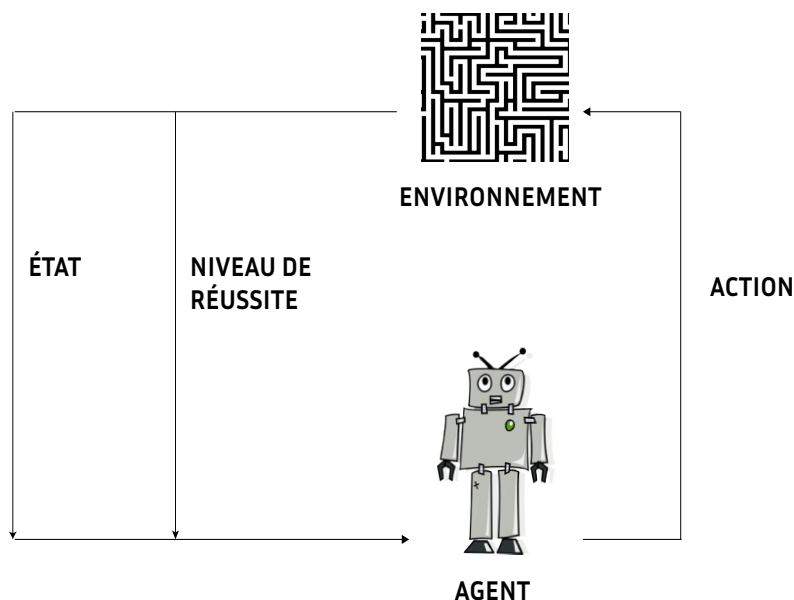 ENVIRONNEMENT
ÉTAT
NIVEAU DE
RÉUSSITE
ACTION
AGENT